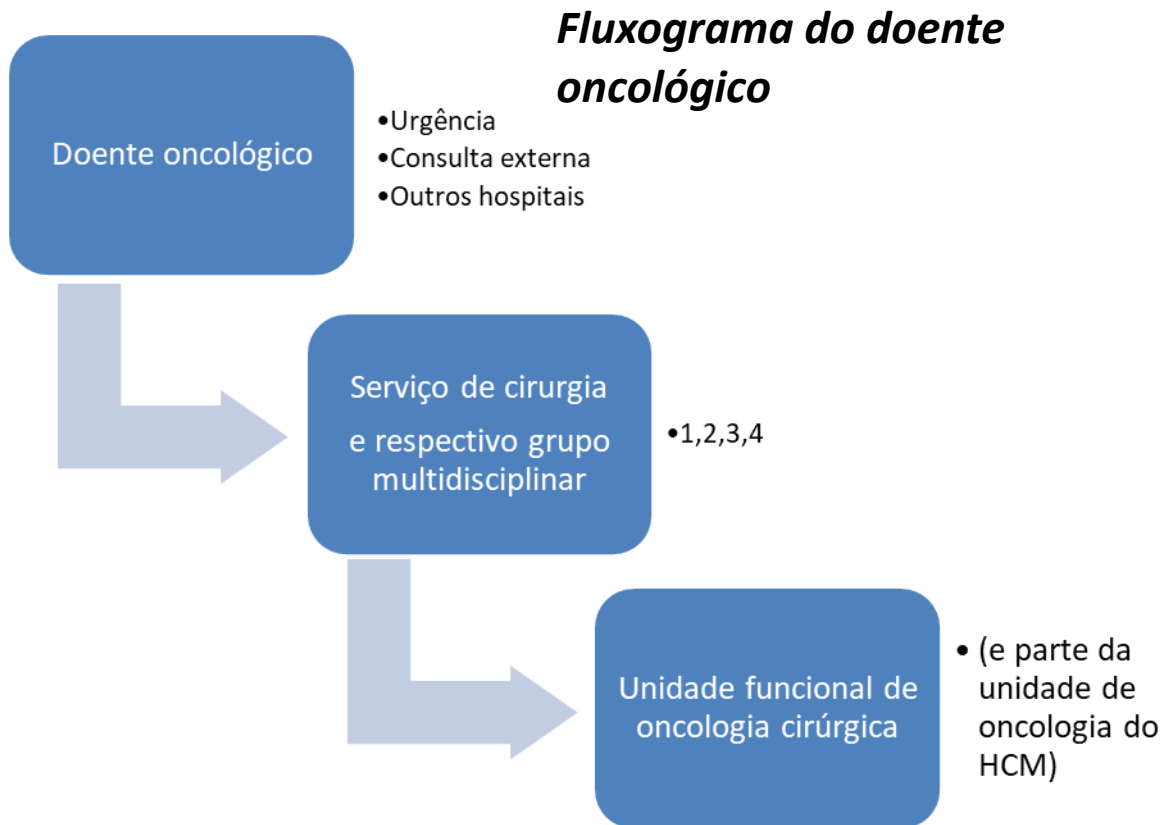 Fluxograma do doente
oncológico
Doente oncológico
•Urgência
•Consulta externa
•Outros hospitais
Serviço de cirurgia
e respectivo grupo
multidisciplinar
•1,2,3,4
Unidade funcional de
oncologia cirúrgica
• (e parte da
unidade de
oncologia do
HCM)